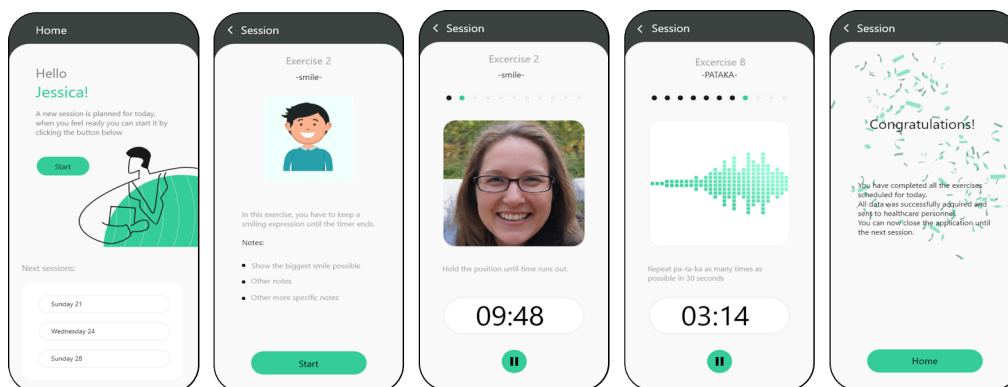 Home
Hello
Jessica!
A new session is planned for today,
when you feel ready you can start it by
clicking the button below
Start
Next sessions:
Sunday 21
Wednesday 24
Sunday 28
Session
Exercise 2
-smile-
In this exercise, you have to keep a
smiling expression until the timer ends.
Notes:
Show the biggest smile possible
Other notes
Other more specific notes
Start
Session
Excercise 2
-smile-
Hold the position until time runs out.
09:48
Session
Excercise 8
-PATAKA-
Repeat pa-ta-ka as many times as
possible in 30 seconds
03:14
Session
Congratulations!
You have completed all the exercises
scheduled for today.
All data was successfully adquired and
sent to healthcare personnel.
You can now close the application until
the next session.
Home